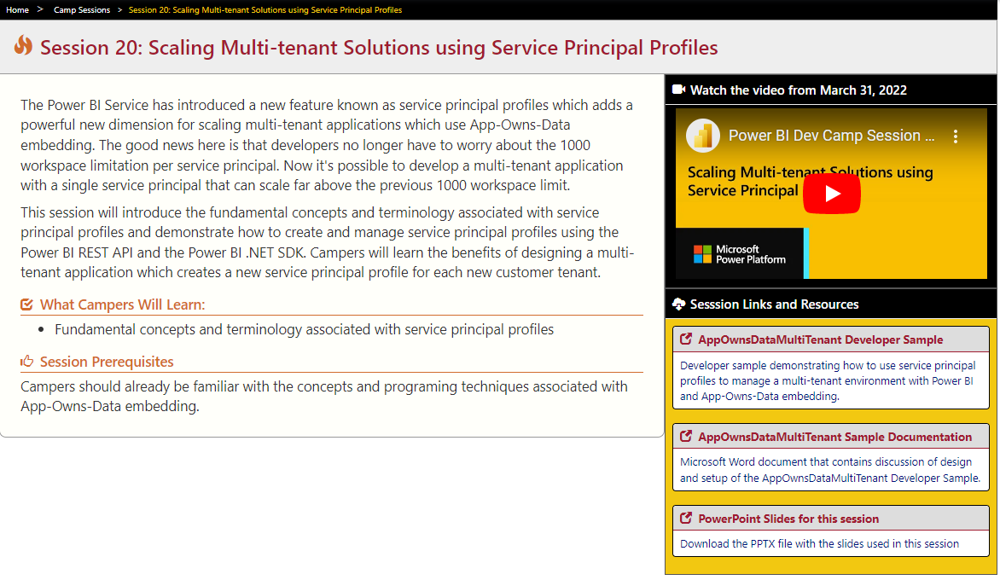 Home > Camp Sessions > Session 20: Scaling Multi-tenant Solutions using Service Principal Profiles
Session 20: Scaling Multi-tenant Solutions using Service Principal Profiles
The Power BI Service has introduced a new feature known as service principal profiles which adds a
powerful new dimension for scaling multi-tenant applications which use App-Owns-Data
embedding. The good news here is that developers no longer have to worry about the 1000
workspace limitation per service principal. Now it's possible to develop a multi-tenant application
with a single service principal that can scale far above the previous 1000 workspace limit.
This session will introduce the fundamental concepts and terminology associated with service
principal profiles and demonstrate how to create and manage service principal profiles using the
Power BI REST API and the Power BI .NET SDK. Campers will learn the benefits of designing a multi-
tenant application which creates a new service principal profile for each new customer tenant.
What Campers Will Learn:
• Fundamental concepts and terminology associated with service principal profiles
Session Prerequisites
Campers should already be familiar with the concepts and programing techniques associated with
App-Owns-Data embedding.
Watch the video from March 31, 2022
Power BI Dev Camp Session ...
Scaling Multi-tenant Solutions using
Service Principal
Microsoft
Power Platform
Sesssion Links and Resources
AppOwnsDataMultiTenant Developer Sample
Developer sample demonstrating how to use service principal
profiles to manage a multi-tenant environment with Power BI
and App-Owns-Data embedding.
AppOwnsDataMultiTenant Sample Documentation
Microsoft Word document that contains discussion of design
and setup of the AppOwnsDataMultiTenant Developer Sample.
PowerPoint Slides for this session
Download the PPTX file with the slides used in this session